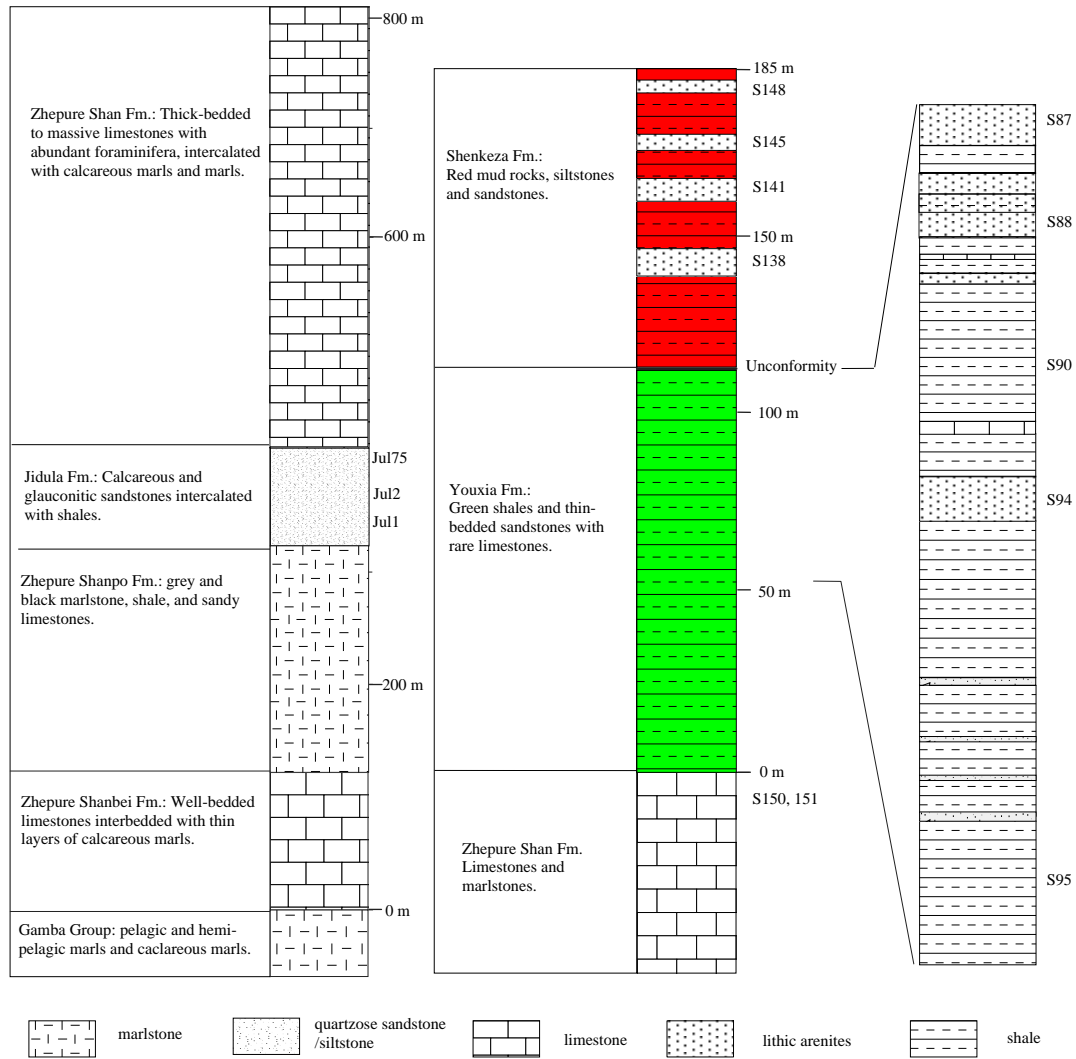 800 m
Zhepure Shan Fm.: Thick-bedded
to massive limestones with
abundant foraminifera, intercalated
with calcareous marls and marls.
600 m
Jidula Fm.: Calcareous and
glauconitic sandstones intercalated
with shales.
Jul75
Jul2
Jul1
Zhepure Shanpo Fm.: grey and
black marlstone, shale, and sandy
limestones.
200 m
Zhepure Shanbei Fm.: Well-bedded
limestones interbedded with thin
layers of calcareous marls.
0 m
Gamba Group: pelagic and hemi-
pelagic marls and caclareous marls.
185 m
S148
Shenkeza Fm.:
Red mud rocks, siltstones
and sandstones.
S145
S141
150 m
S138
Unconformity
100 m
Youxia Fm.:
Green shales and thin-
bedded sandstones with
rare limestones.
50 m
0 m
S150, 151
Zhepure Shan Fm.
Limestones and
marlstones.
S87
S88
S90
S94
S95
marlstone
quartzose sandstone
/siltstone
limestone
lithic arenites
shale